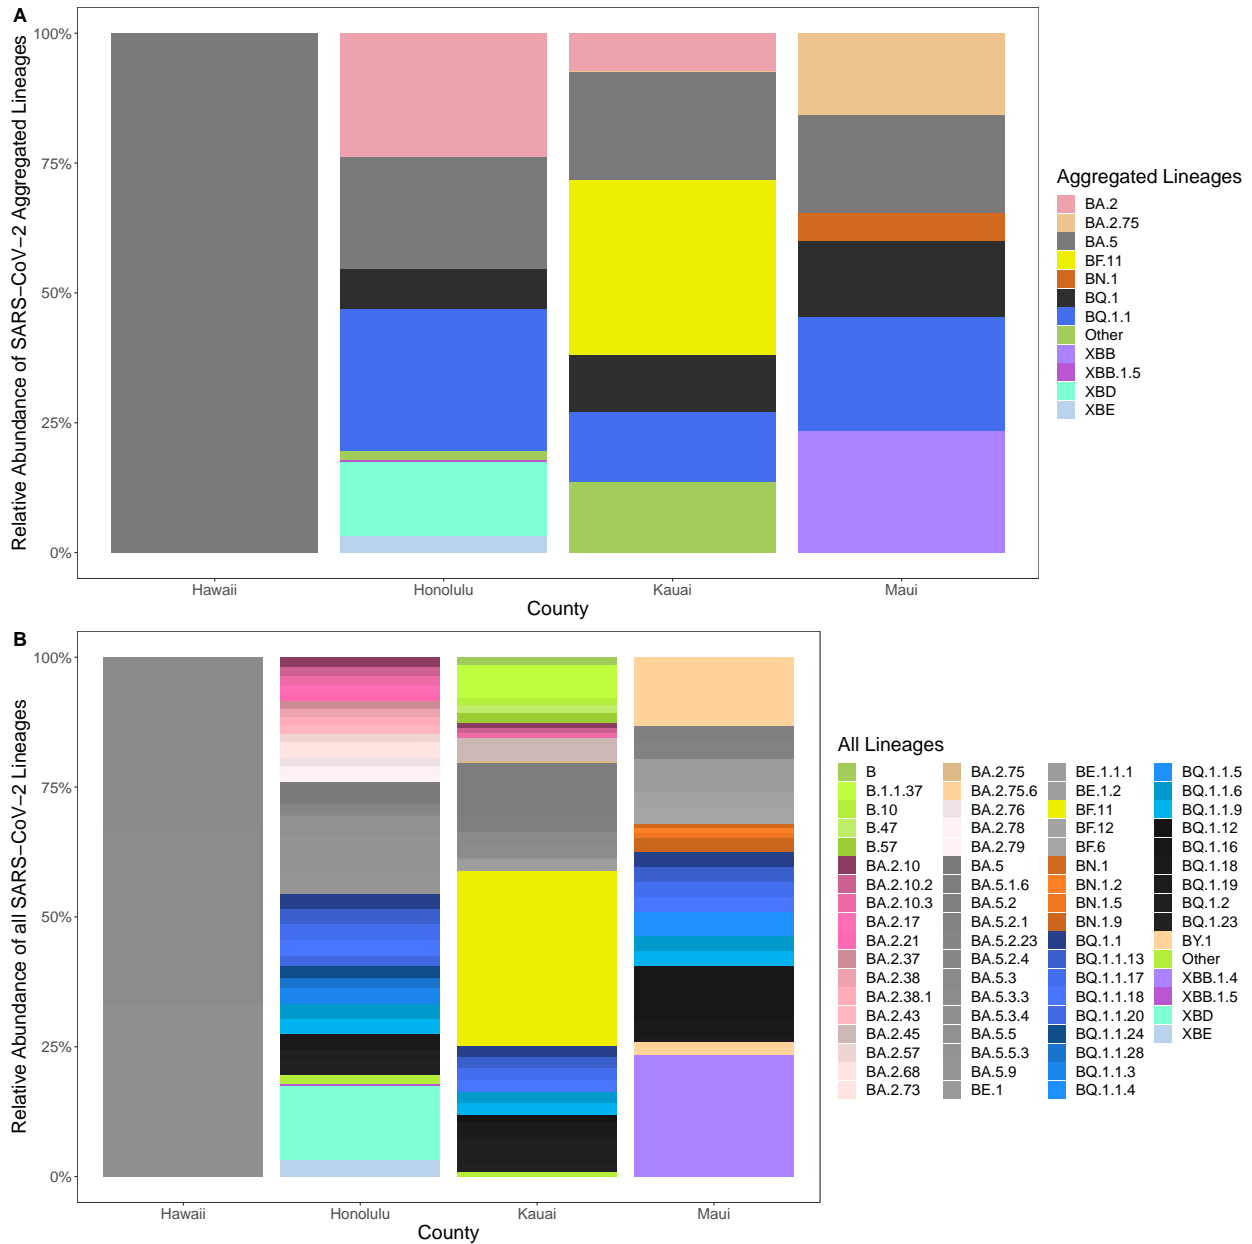 A
Relative Abundance of SARS−CoV−2 Aggregated Lineages
100%
75%
50%
25%
0%
Hawaii
Honolulu
Kauai
Maui
County
Aggregated Lineages
BA.2
BA.2.75
BA.5
BF.11
BN.1
BQ.1
BQ.1.1
Other
XBB
XBB.1.5
XBD
XBE
B
Relative Abundance of all SARS−CoV−2 Lineages
100%
75%
50%
25%
0%
Hawaii
Honolulu
Kauai
Maui
County
All Lineages
B
B.1.1.37
B.10
B.47
B.57
BA.2.10
BA.2.10.2
BA.2.10.3
BA.2.17
BA.2.21
BA.2.37
BA.2.38
BA.2.38.1
BA.2.43
BA.2.45
BA.2.57
BA.2.68
BA.2.73
BA.2.75
BA.2.75.6
BA.2.76
BA.2.78
BA.2.79
BA.5
BA.5.1.6
BA.5.2
BA.5.2.1
BA.5.2.23
BA.5.2.4
BA.5.3
BA.5.3.3
BA.5.3.4
BA.5.5
BA.5.5.3
BA.5.9
BE.1
BE.1.1.1
BE.1.2
BF.11
BF.12
BF.6
BN.1
BN.1.2
BN.1.5
BN.1.9
BQ.1.1
BQ.1.1.13
BQ.1.1.17
BQ.1.1.18
BQ.1.1.20
BQ.1.1.24
BQ.1.1.28
BQ.1.1.3
BQ.1.1.4
BQ.1.1.5
BQ.1.1.6
BQ.1.1.9
BQ.1.12
BQ.1.16
BQ.1.18
BQ.1.19
BQ.1.2
BQ.1.23
BY.1
Other
XBB.1.4
XBB.1.5
XBD
XBE